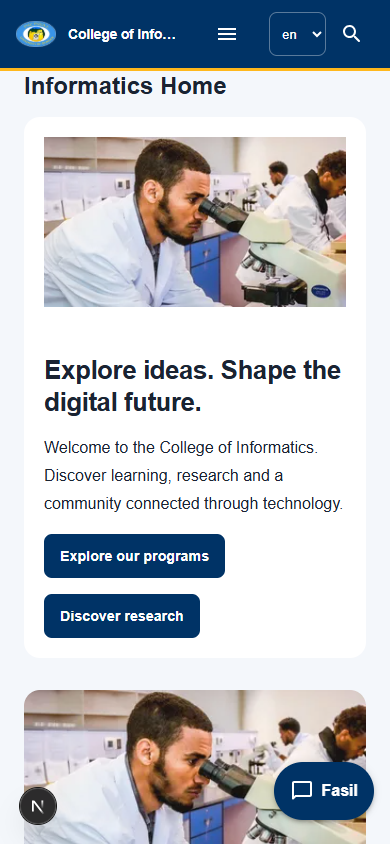 College of Info...
en
Informatics Home
Explore ideas. Shape the
digital future.
Welcome to the College of Informatics.
Discover learning, research and a
community connected through technology.
Explore our programs
Discover research
N
Fasil